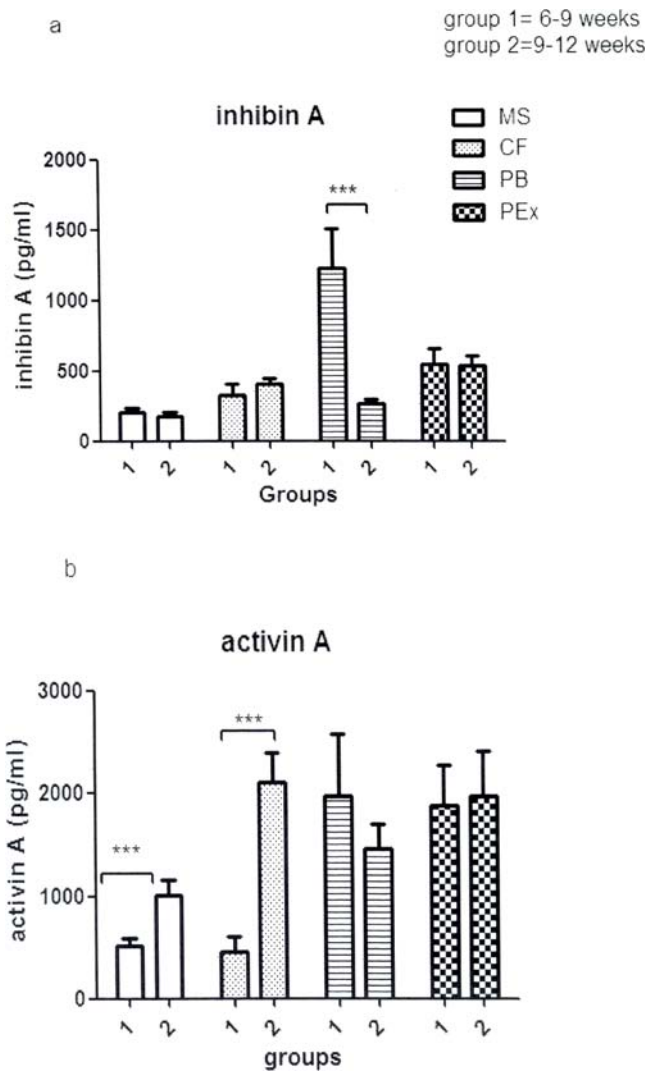 a
group 1= 6-9 weeks
group 2=9-12 weeks
inhibin A
MS
CF
PB
PEx
inhibin A (pg/ml)
2000
1500
1000
500
0
***
1 2 1 2 1 2 1 2
Groups
b
activin A
activin A (pg/ml)
3000
2000
1000
0
***
***
1 2 1 2 1 2 1 2
groups